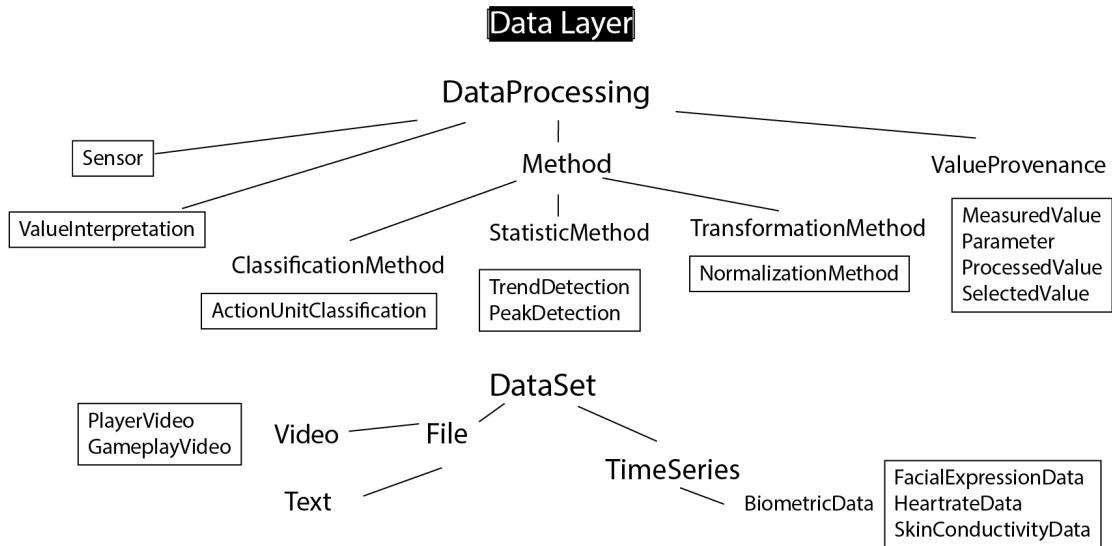 Data Layer
DataProcessing
Sensor
Method
ValueProvenance
ValueInterpretation
MeasuredValue
Parameter
ProcessedValue
SelectedValue
ClassificationMethod
StatisticMethod
TransformationMethod
ActionUnitClassification
TrendDetection
PeakDetection
NormalizationMethod
DataSet
PlayerVideo
GameplayVideo
Video
File
Text
TimeSeries
BiometricData
FacialExpressionData
HeartrateData
SkinConductivityData